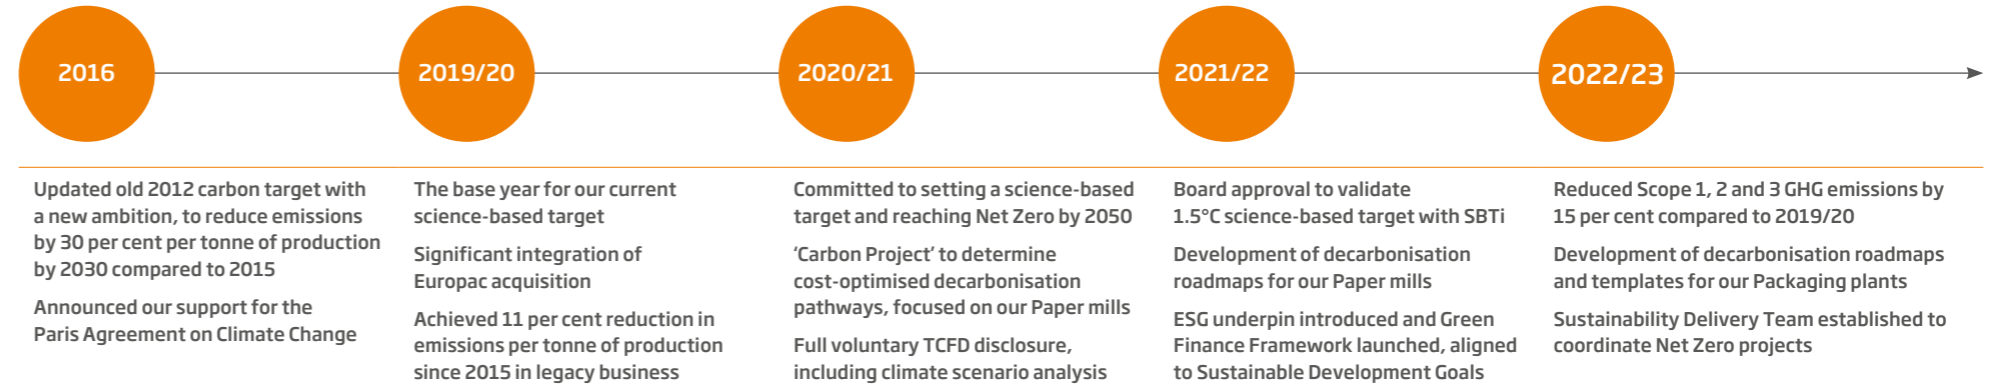 2016
2019/20
2020/21
2021/22
2022/23
Updated old 2012 carbon target with
a new ambition, to reduce emissions
by 30 per cent per tonne of production
by 2030 compared to 2015
Announced our support for the
Paris Agreement on Climate Change
The base year for our current
science-based target
Significant integration of
Europac acquisition
Achieved 11 per cent reduction in
emissions per tonne of production
since 2015 in legacy business
Committed to setting a science-based
target and reaching Net Zero by 2050
‘Carbon Project’ to determine
cost-optimised decarbonisation
pathways, focused on our Paper mills
Full voluntary TCFD disclosure,
including climate scenario analysis
Board approval to validate
1.5°C science-based target with SBTi
Development of decarbonisation
roadmaps for our Paper mills
ESG underpin introduced and Green
Finance Framework launched, aligned
to Sustainable Development Goals
Reduced Scope 1, 2 and 3 GHG emissions by
15 per cent compared to 2019/20
Development of decarbonisation roadmaps
and templates for our Packaging plants
Sustainability Delivery Team established to
coordinate Net Zero projects